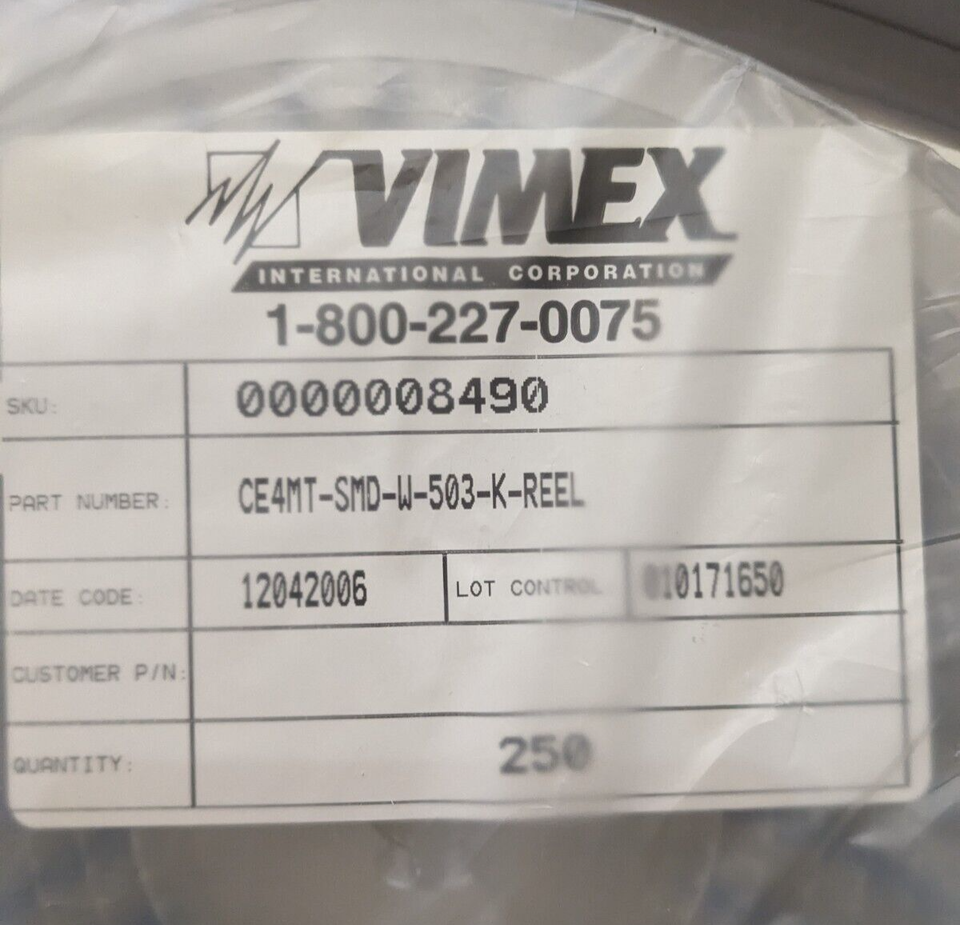 VIMEX
INTERNATIONAL CORPORATION
1-800-227-0075
SKU: 0000008490
PART NUMBER: CE4MT-SMD-W-503-K-REEL
DATE CODE: 12042006 LOT CONTROL 010171650
CUSTOMER P/N:
QUANTITY: 250